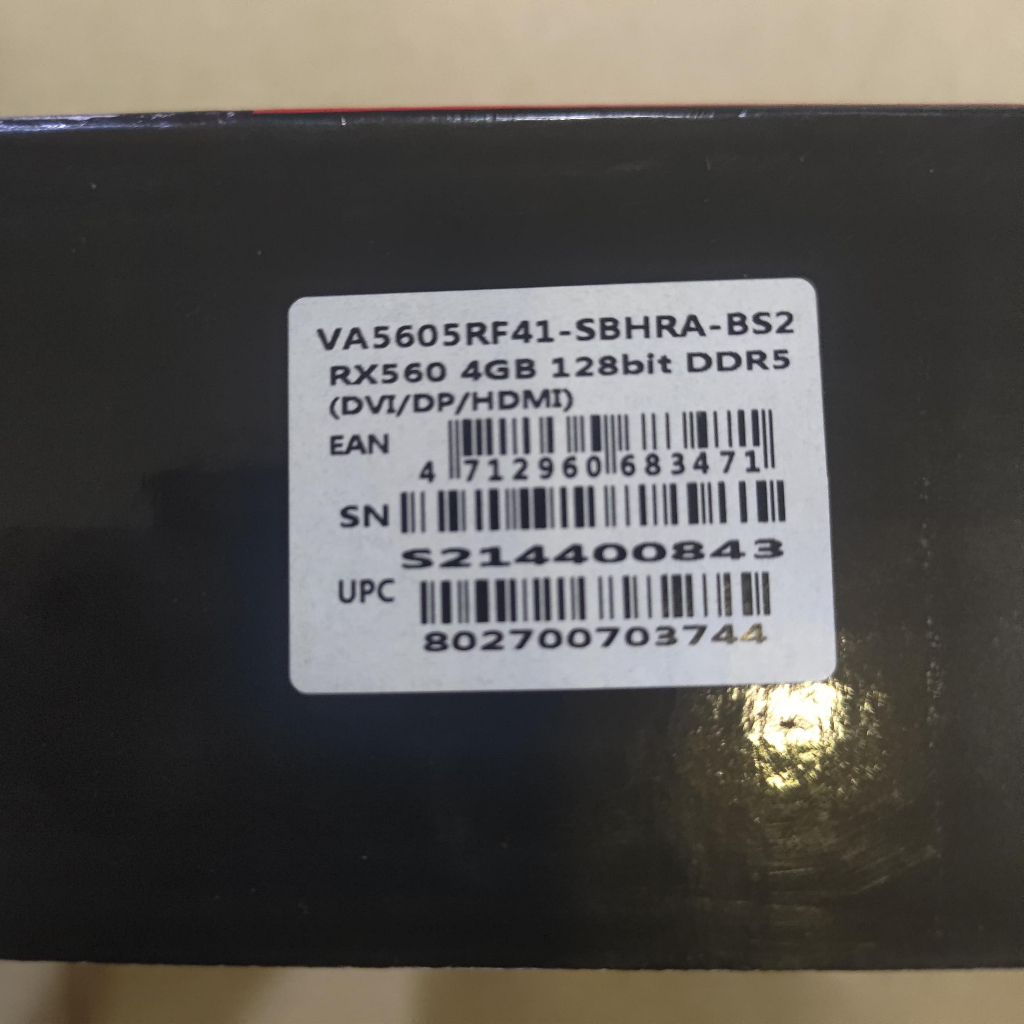 VA5605RF41-SBHRA-BS2
RX560 4GB 128bit DDR5
(DVI/DP/HDMI)
EAN
4 712960 683471
SN
S214400843
UPC
802700703744